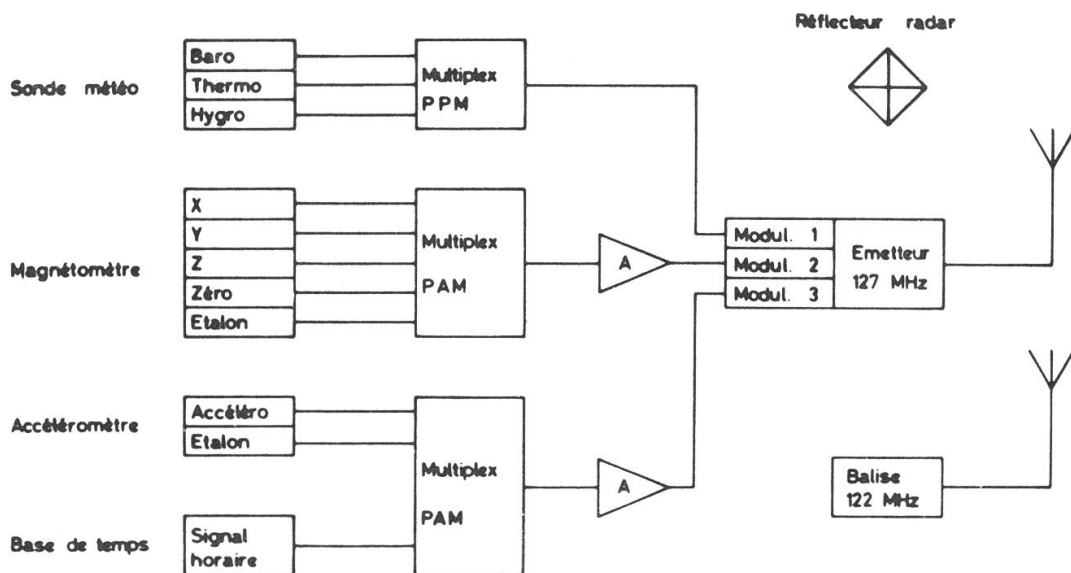 Réflecteur radar
Sonde météo
Baro
Thermo
Hygro
Multiplex
PPM
Magnétomètre
X
Y
Z
Zéro
Etalon
Multiplex
PAM
A
Modul. 1
Modul. 2
Modul. 3
Emetteur
127 MHz
Accéléromètre
Accéléro
Etalon
Multiplex
PAM
A
Balise
122 MHz
Base de temps
Signal
horaire